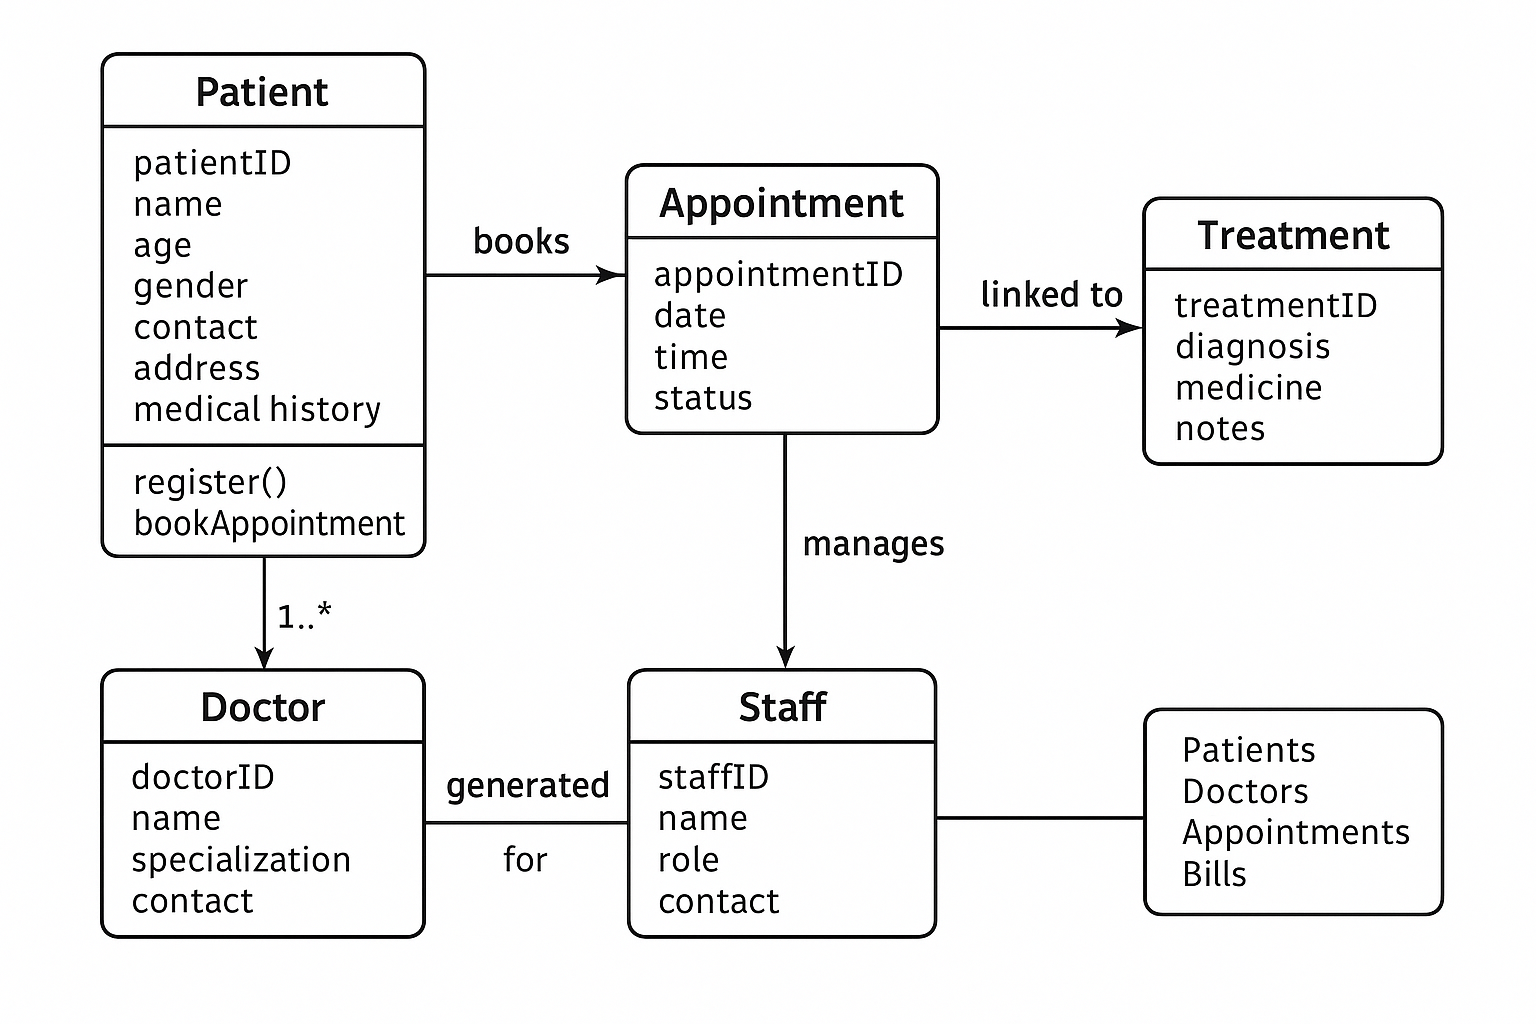 Patient
patientID
name
age
gender
contact
address
medical history
register()
bookAppointment
books
Appointment
appointmentID
date
time
status
linked to
Treatment
treatmentID
diagnosis
medicine
notes
1..*
manages
Doctor
doctorID
name
specialization
contact
generated
for
Staff
staffID
name
role
contact
Patients
Doctors
Appointments
Bills